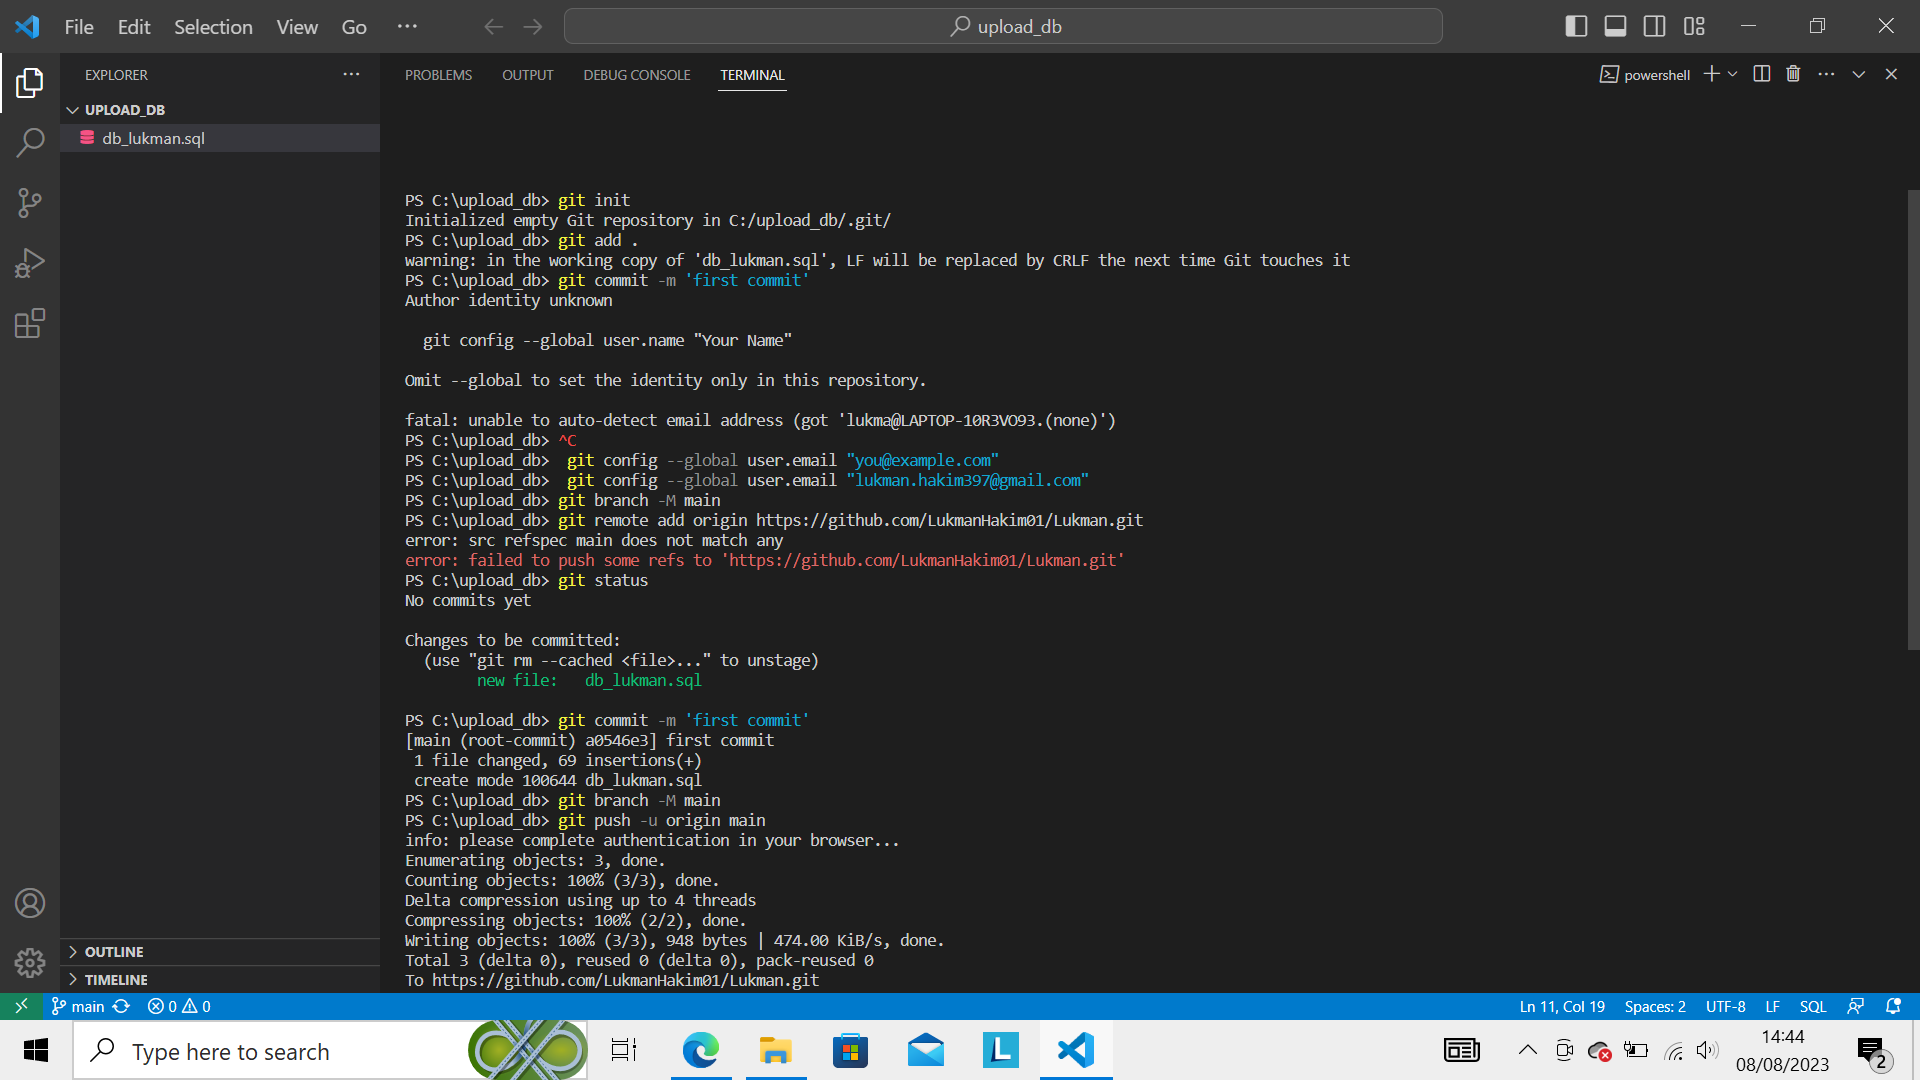 File Edit Selection View Go ···
upload_db
EXPLORER
UPLOAD_DB
db_lukman.sql
OUTLINE
TIMELINE
PROBLEMS OUTPUT DEBUG CONSOLE TERMINAL
powershell
PS C:\upload_db> git init
Initialized empty Git repository in C:/upload_db/.git/
PS C:\upload_db> git add .
warning: in the working copy of 'db_lukman.sql', LF will be replaced by CRLF the next time Git touches it
PS C:\upload_db> git commit -m 'first commit'
Author identity unknown
git config --global user.name "Your Name"
Omit --global to set the identity only in this repository.
fatal: unable to auto-detect email address (got 'lukma@LAPTOP-10R3VO93.(none)')
PS C:\upload_db> ^C
PS C:\upload_db>  git config --global user.email "you@example.com"
PS C:\upload_db>  git config --global user.email "lukman.hakim397@gmail.com"
PS C:\upload_db> git branch -M main
PS C:\upload_db> git remote add origin https://github.com/LukmanHakim01/Lukman.git
error: src refspec main does not match any
error: failed to push some refs to 'https://github.com/LukmanHakim01/Lukman.git'
PS C:\upload_db> git status
No commits yet
Changes to be committed:
(use "git rm --cached <file>..." to unstage)
new file:   db_lukman.sql
PS C:\upload_db> git commit -m 'first commit'
[main (root-commit) a0546e3] first commit
1 file changed, 69 insertions(+)
create mode 100644 db_lukman.sql
PS C:\upload_db> git branch -M main
PS C:\upload_db> git push -u origin main
info: please complete authentication in your browser...
Enumerating objects: 3, done.
Counting objects: 100% (3/3), done.
Delta compression using up to 4 threads
Compressing objects: 100% (2/2), done.
Writing objects: 100% (3/3), 948 bytes | 474.00 KiB/s, done.
Total 3 (delta 0), reused 0 (delta 0), pack-reused 0
To https://github.com/LukmanHakim01/Lukman.git
main 0 0 Ln 11, Col 19 Spaces: 2 UTF-8 LF SQL
Type here to search
L
14:44
08/08/2023
2